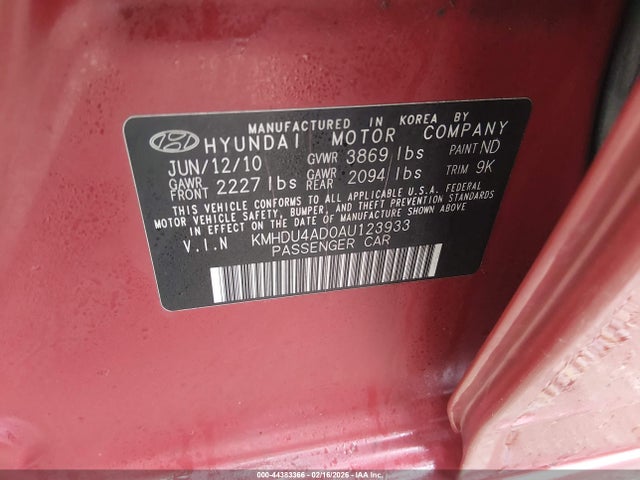 MANUFACTURED IN KOREA BY
HYUNDAI MOTOR COMPANY
JUN/12/10 GVWR 3869 lbs PAINT ND
GAWR FRONT 2227 lbs GAWR REAR 2094 lbs TRIM 9K
THIS VEHICLE CONFORMS TO ALL APPLICABLE U.S.A. FEDERAL
MOTOR VEHICLE SAFETY, BUMPER, AND THEFT PREVENTION STANDARDS
IN EFFECT ON THE DATE OF MANUFACTURE SHOWN ABOVE.
V.I.N KMHDU4AD0AU123933
PASSENGER CAR
000-44383366 - 02/16/2026 - IAA, LLC